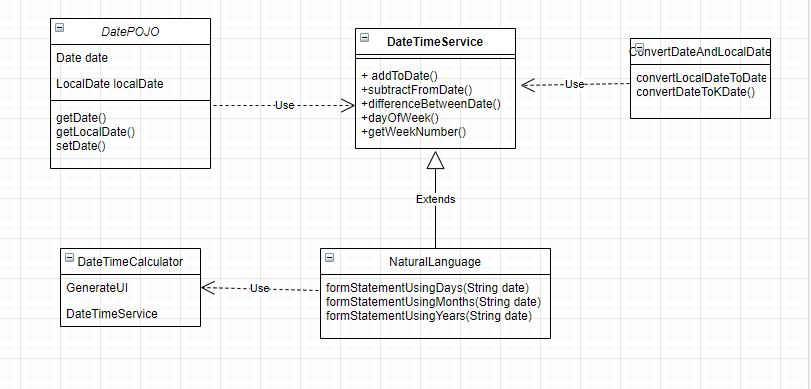 DatePOJO
Date date
LocalDate localDate
getDate()
getLocalDate()
setDate()
Use
DateTimeService
+ addToDate()
+subtractFromDate()
+differenceBetweenDate()
+dayOfWeek()
+getWeekNumber()
Use
ConvertDateAndLocalDate
convertLocalDateToDate
convertDateToKDate()
Extends
DateTimeCalculator
GenerateUI
DateTimeService
Use
NaturalLanguage
formStatementUsingDays(String date)
formStatementUsingMonths(String date)
formStatementUsingYears(String date)